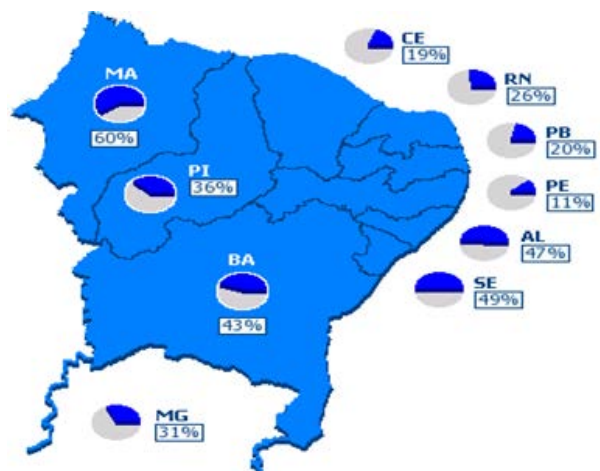 CE
19%
MA
60%
RN
26%
PB
20%
PI
36%
PE
11%
AL
47%
BA
43%
SE
49%
MG
31%